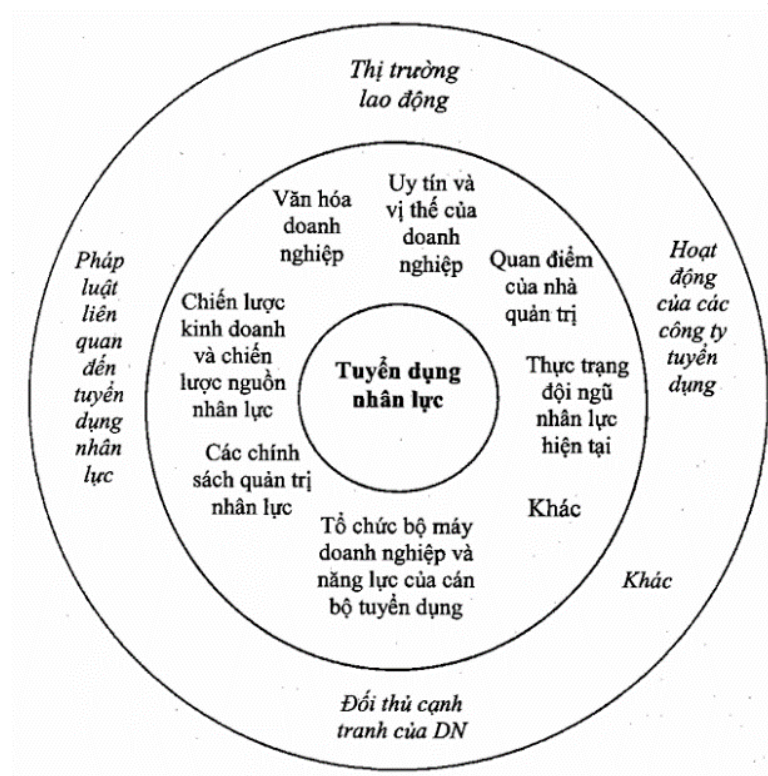 Thị trường
lao động
Văn hóa
doanh
nghiệp
Uy tín và
vị thế của
doanh
nghiệp
Quan điểm
của nhà
quản trị
Hoạt
động
của các
công ty
tuyển
dụng
Pháp
luật
liên
quan
đến
tuyển
dụng
nhân
lực
Chiến lược
kinh doanh
và chiến
lược nguồn
nhân lực
Tuyển dụng
nhân lực
Thực trạng
đội ngũ
nhân lực
hiện tại
Các chính
sách quản trị
nhân lực
Khác
Tổ chức bộ máy
doanh nghiệp và
năng lực của cán
bộ tuyển dụng
Khác
Đối thủ cạnh
tranh của DN